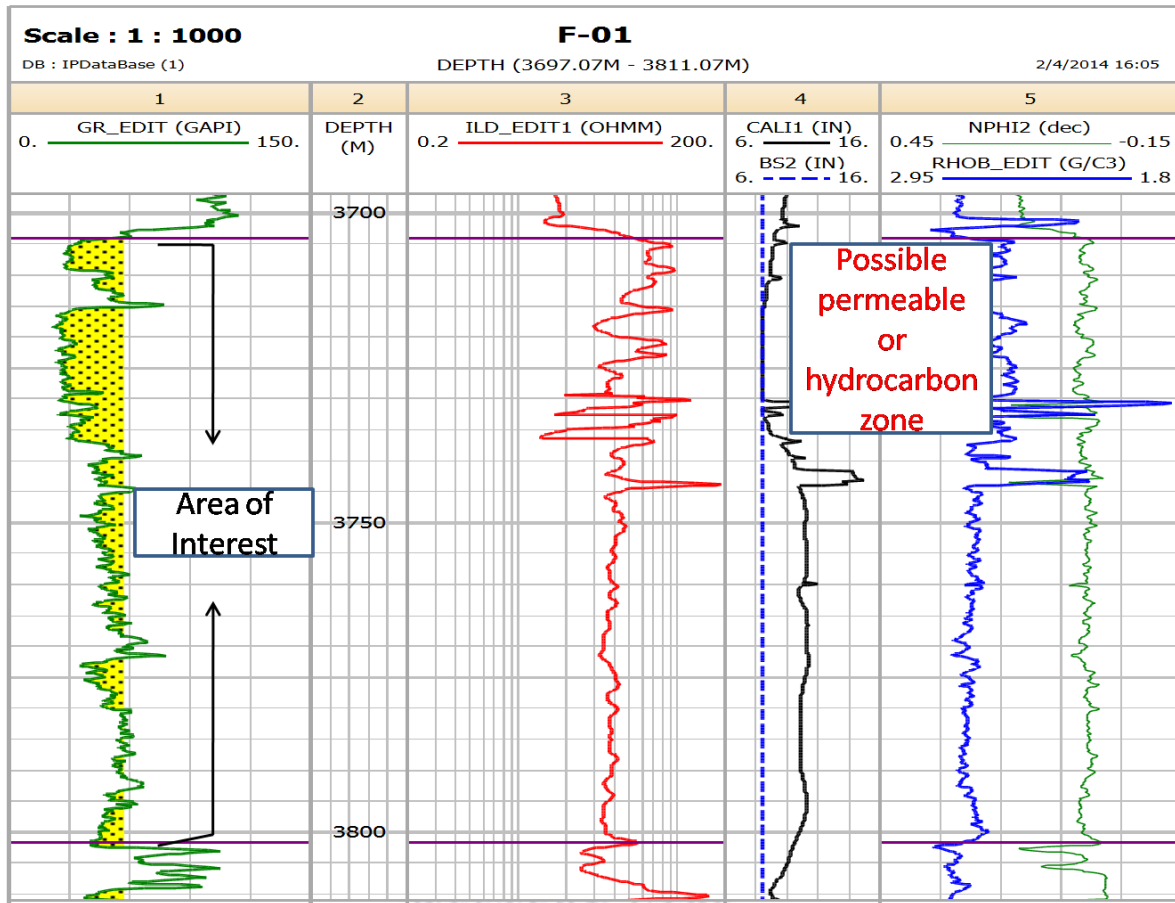 Scale : 1 : 1000
F-01
DB : IPDataBase (1)
DEPTH (3697.07M - 3811.07M)
2/4/2014 16:05
1
2
3
4
5
GR_EDIT (GAPI)
0.
150.
DEPTH
(M)
ILD_EDIT1 (OHMM)
0.2
200.
CALI1 (IN)
6.
16.
BS2 (IN)
6.
16.
NPHI2 (dec)
0.45
-0.15
RHOB_EDIT (G/C3)
2.95
1.8
3700
Possible
permeable
or
hydrocarbon
zone
Area of
Interest
3750
3800